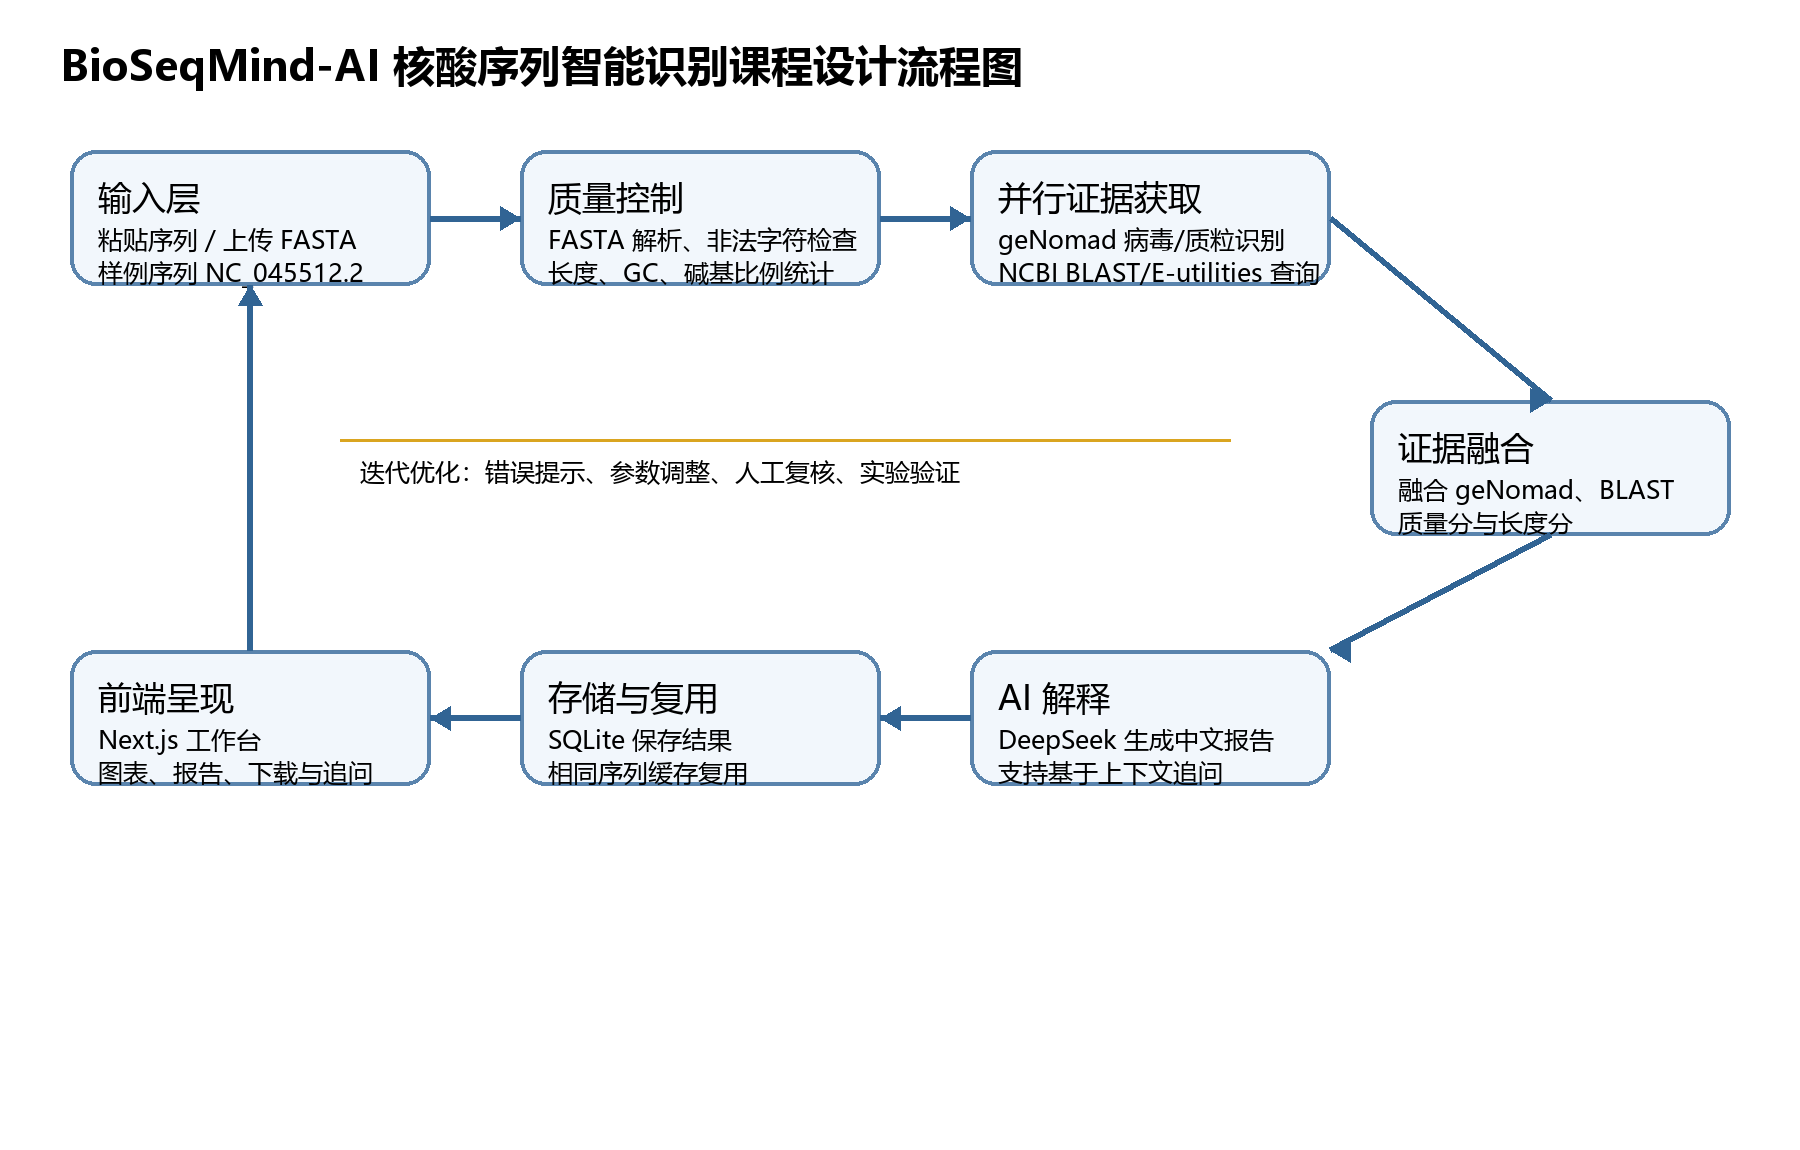 BioSeqMind-AI 核酸序列智能识别课程设计流程图
输入层
粘贴序列 / 上传 FASTA
样例序列 NC_045512.2
质量控制
FASTA 解析、非法字符检查
长度、GC、碱基比例统计
并行证据获取
geNomad 病毒/质粒识别
NCBI BLAST/E-utilities 查询
证据融合
融合 geNomad、BLAST
质量分与长度分
迭代优化：错误提示、参数调整、人工复核、实验验证
AI 解释
DeepSeek 生成中文报告
支持基于上下文追问
存储与复用
SQLite 保存结果
相同序列缓存复用
前端呈现
Next.js 工作台
图表、报告、下载与追问